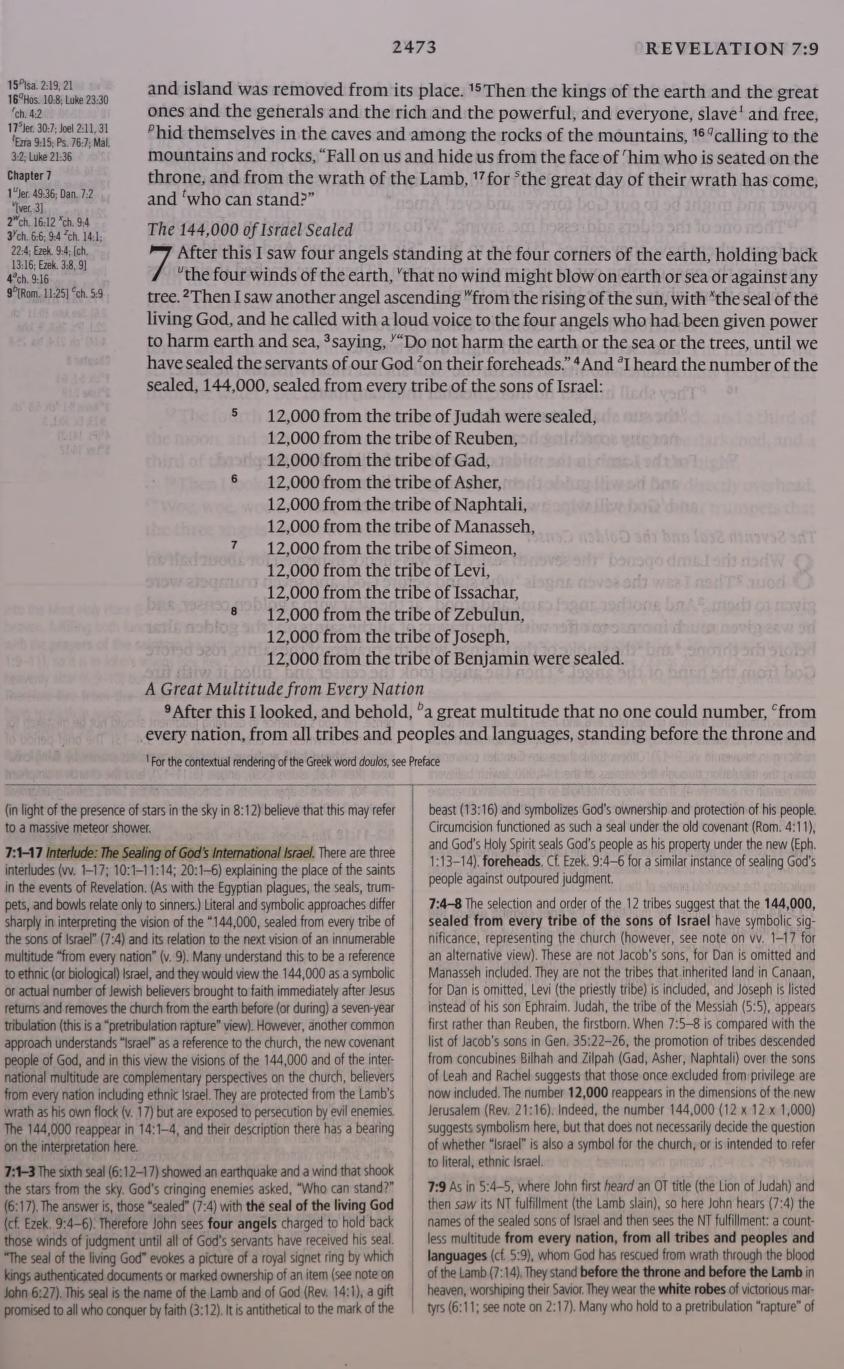 2473
REVELATION 7:9
15 p Isa. 2:19, 21
16 q Hos. 10:8; Luke 23:30
r ch. 4:2
17 s Jer. 30:7; Joel 2:11, 31
t Ezra 9:15; Ps. 76:7; Mal.
3:2; Luke 21:36
Chapter 7
1 u Jer. 49:36; Dan. 7:2
v [ver. 3]
2 w ch. 16:12 x ch. 9:4
3 y ch. 6:6; 9:4 z ch. 14:1;
22:4; Ezek. 9:4; [ch.
13:16; Ezek. 3:8, 9]
4 a ch. 9:16
9 b [Rom. 11:25] c ch. 5:9
and island was removed from its place. 15 Then the kings of the earth and the great
ones and the generals and the rich and the powerful, and everyone, slave1 and free,
p hid themselves in the caves and among the rocks of the mountains, 16 q calling to the
mountains and rocks, “Fall on us and hide us from the face of r him who is seated on the
throne, and from the wrath of the Lamb, 17 for s the great day of their wrath has come,
and t who can stand?”
The 144,000 of Israel Sealed
7 After this I saw four angels standing at the four corners of the earth, holding back
u the four winds of the earth, v that no wind might blow on earth or sea or against any
tree. 2 Then I saw another angel ascending w from the rising of the sun, with x the seal of the
living God, and he called with a loud voice to the four angels who had been given power
to harm earth and sea, 3 saying, y “Do not harm the earth or the sea or the trees, until we
have sealed the servants of our God z on their foreheads.” 4 And a I heard the number of the
sealed, 144,000, sealed from every tribe of the sons of Israel:
5 12,000 from the tribe of Judah were sealed,
12,000 from the tribe of Reuben,
12,000 from the tribe of Gad,
6 12,000 from the tribe of Asher,
12,000 from the tribe of Naphtali,
12,000 from the tribe of Manasseh,
7 12,000 from the tribe of Simeon,
12,000 from the tribe of Levi,
12,000 from the tribe of Issachar,
8 12,000 from the tribe of Zebulun,
12,000 from the tribe of Joseph,
12,000 from the tribe of Benjamin were sealed.
A Great Multitude from Every Nation
9 After this I looked, and behold, b a great multitude that no one could number, c from
every nation, from all tribes and peoples and languages, standing before the throne and
1 For the contextual rendering of the Greek word doulos, see Preface
(in light of the presence of stars in the sky in 8:12) believe that this may refer
to a massive meteor shower.
7:1–17 Interlude: The Sealing of God's International Israel. There are three
interludes (vv. 1–17; 10:1–11:14; 20:1–6) explaining the place of the saints
in the events of Revelation. (As with the Egyptian plagues, the seals, trum-
pets, and bowls relate only to sinners.) Literal and symbolic approaches differ
sharply in interpreting the vision of the “144,000, sealed from every tribe of
the sons of Israel” (7:4) and its relation to the next vision of an innumerable
multitude “from every nation” (v. 9). Many understand this to be a reference
to ethnic (or biological) Israel, and they would view the 144,000 as a symbolic
or actual number of Jewish believers brought to faith immediately after Jesus
returns and removes the church from the earth before (or during) a seven-year
tribulation (this is a “pretribulation rapture” view). However, another common
approach understands “Israel” as a reference to the church, the new covenant
people of God, and in this view the visions of the 144,000 and of the inter-
national multitude are complementary perspectives on the church, believers
from every nation including ethnic Israel. They are protected from the Lamb's
wrath as his own flock (v. 17) but are exposed to persecution by evil enemies.
The 144,000 reappear in 14:1–4, and their description there has a bearing
on the interpretation here.
7:1–3 The sixth seal (6:12–17) showed an earthquake and a wind that shook
the stars from the sky. God's cringing enemies asked, “Who can stand?”
(6:17). The answer is, those “sealed” (7:4) with the seal of the living God
(cf. Ezek. 9:4–6). Therefore John sees four angels charged to hold back
those winds of judgment until all of God's servants have received his seal.
“The seal of the living God” evokes a picture of a royal signet ring by which
kings authenticated documents or marked ownership of an item (see note on
John 6:27). This seal is the name of the Lamb and of God (Rev. 14:1), a gift
promised to all who conquer by faith (3:12). It is antithetical to the mark of the
beast (13:16) and symbolizes God's ownership and protection of his people.
Circumcision functioned as such a seal under the old covenant (Rom. 4:11),
and God's Holy Spirit seals God's people as his property under the new (Eph.
1:13–14). foreheads. Cf. Ezek. 9:4–6 for a similar instance of sealing God's
people against outpoured judgment.
7:4–8 The selection and order of the 12 tribes suggest that the 144,000,
sealed from every tribe of the sons of Israel have symbolic sig-
nificance, representing the church (however, see note on vv. 1–17 for
an alternative view). These are not Jacob's sons, for Dan is omitted and
Manasseh included. They are not the tribes that inherited land in Canaan,
for Dan is omitted, Levi (the priestly tribe) is included, and Joseph is listed
instead of his son Ephraim. Judah, the tribe of the Messiah (5:5), appears
first rather than Reuben, the firstborn. When 7:5–8 is compared with the
list of Jacob's sons in Gen. 35:22–26, the promotion of tribes descended
from concubines Bilhah and Zilpah (Gad, Asher, Naphtali) over the sons
of Leah and Rachel suggests that those once excluded from privilege are
now included. The number 12,000 reappears in the dimensions of the new
Jerusalem (Rev. 21:16). Indeed, the number 144,000 (12 x 12 x 1,000)
suggests symbolism here, but that does not necessarily decide the question
of whether “Israel” is also a symbol for the church, or is intended to refer
to literal, ethnic Israel.
7:9 As in 5:4–5, where John first heard an OT title (the Lion of Judah) and
then saw its NT fulfillment (the Lamb slain), so here John hears (7:4) the
names of the sealed sons of Israel and then sees the NT fulfillment: a count-
less multitude from every nation, from all tribes and peoples and
languages (cf. 5:9), whom God has rescued from wrath through the blood
of the Lamb (7:14). They stand before the throne and before the Lamb in
heaven, worshiping their Savior. They wear the white robes of victorious mar-
tyrs (6:11; see note on 2:17). Many who hold to a pretribulation “rapture” of